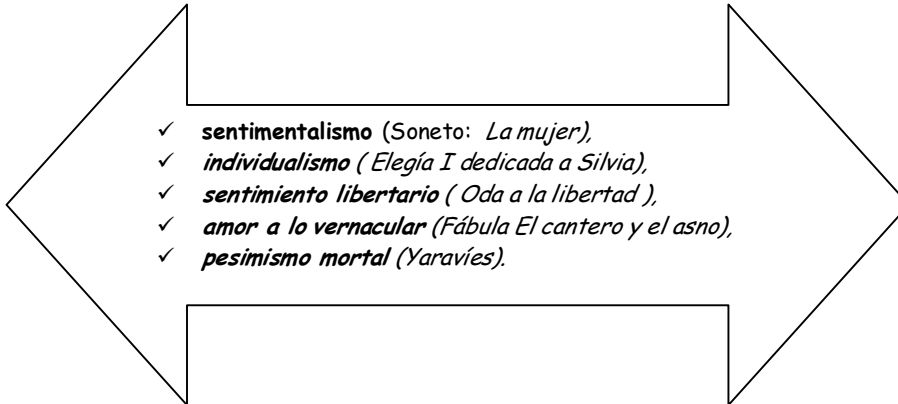 ✓ sentimentalismo (Soneto: La mujer),
✓ individualismo ( Elegía I dedicada a Silvia),
✓ sentimiento libertario ( Oda a la libertad ),
✓ amor a lo vernacular (Fábula El cantero y el asno),
✓ pesimismo mortal (Yaravíes).